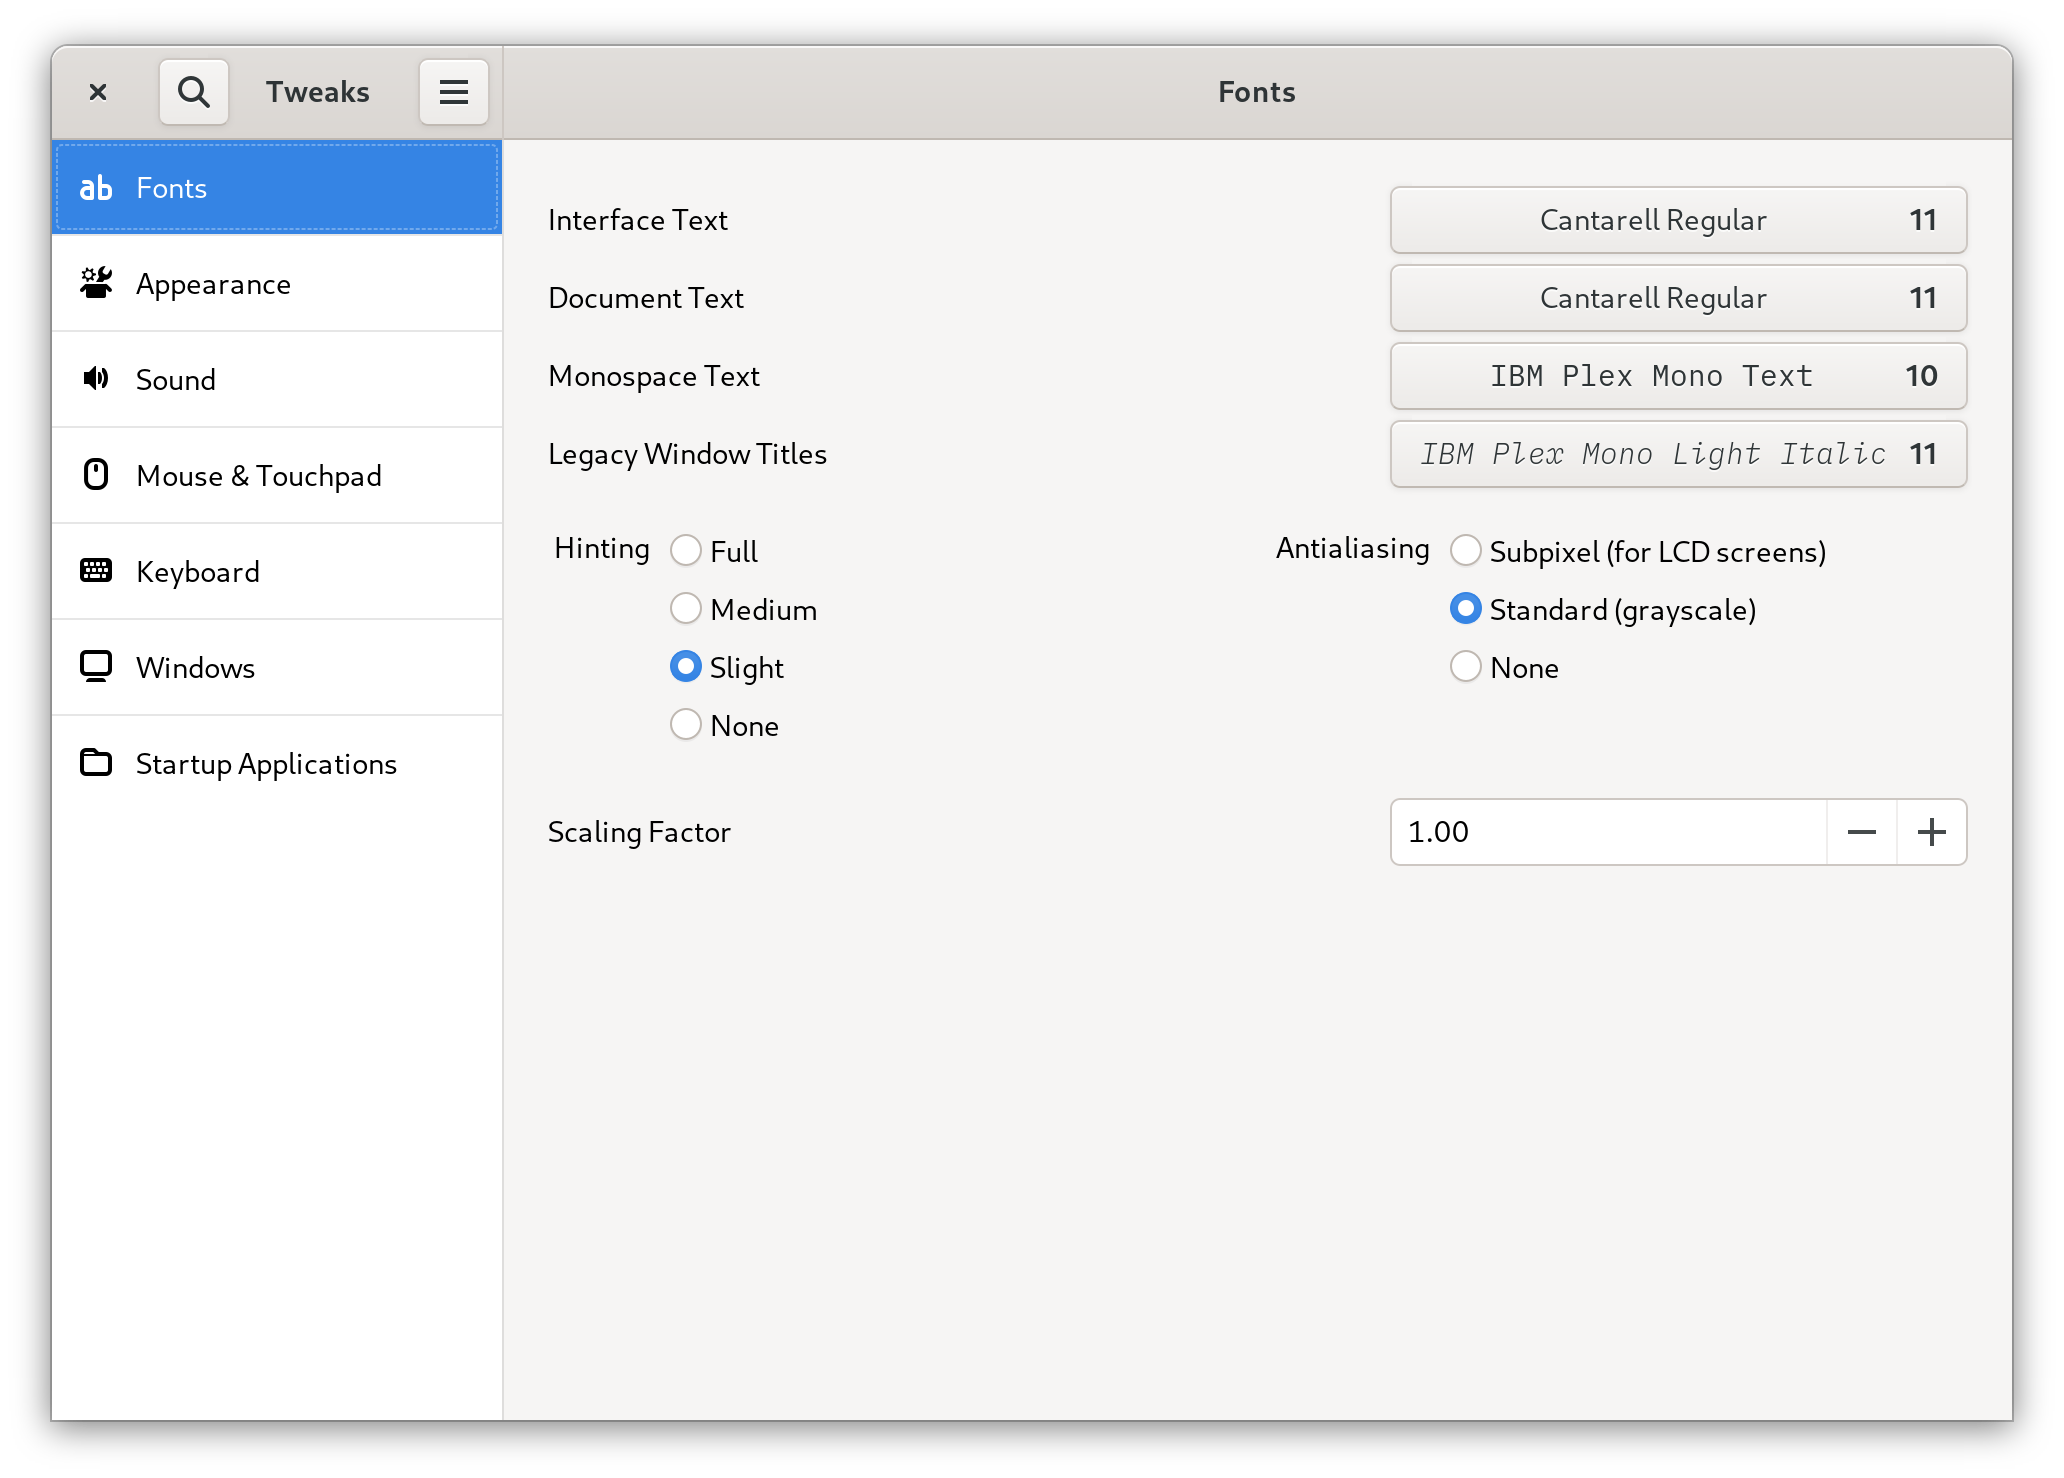 Tweaks
Fonts
Fonts
Appearance
Sound
Mouse & Touchpad
Keyboard
Windows
Startup Applications
Interface Text Cantarell Regular 11
Document Text Cantarell Regular 11
Monospace Text IBM Plex Mono Text 10
Legacy Window Titles IBM Plex Mono Light Italic 11
Hinting Full
Medium
Slight
None
Antialiasing Subpixel (for LCD screens)
Standard (grayscale)
None
Scaling Factor 1.00